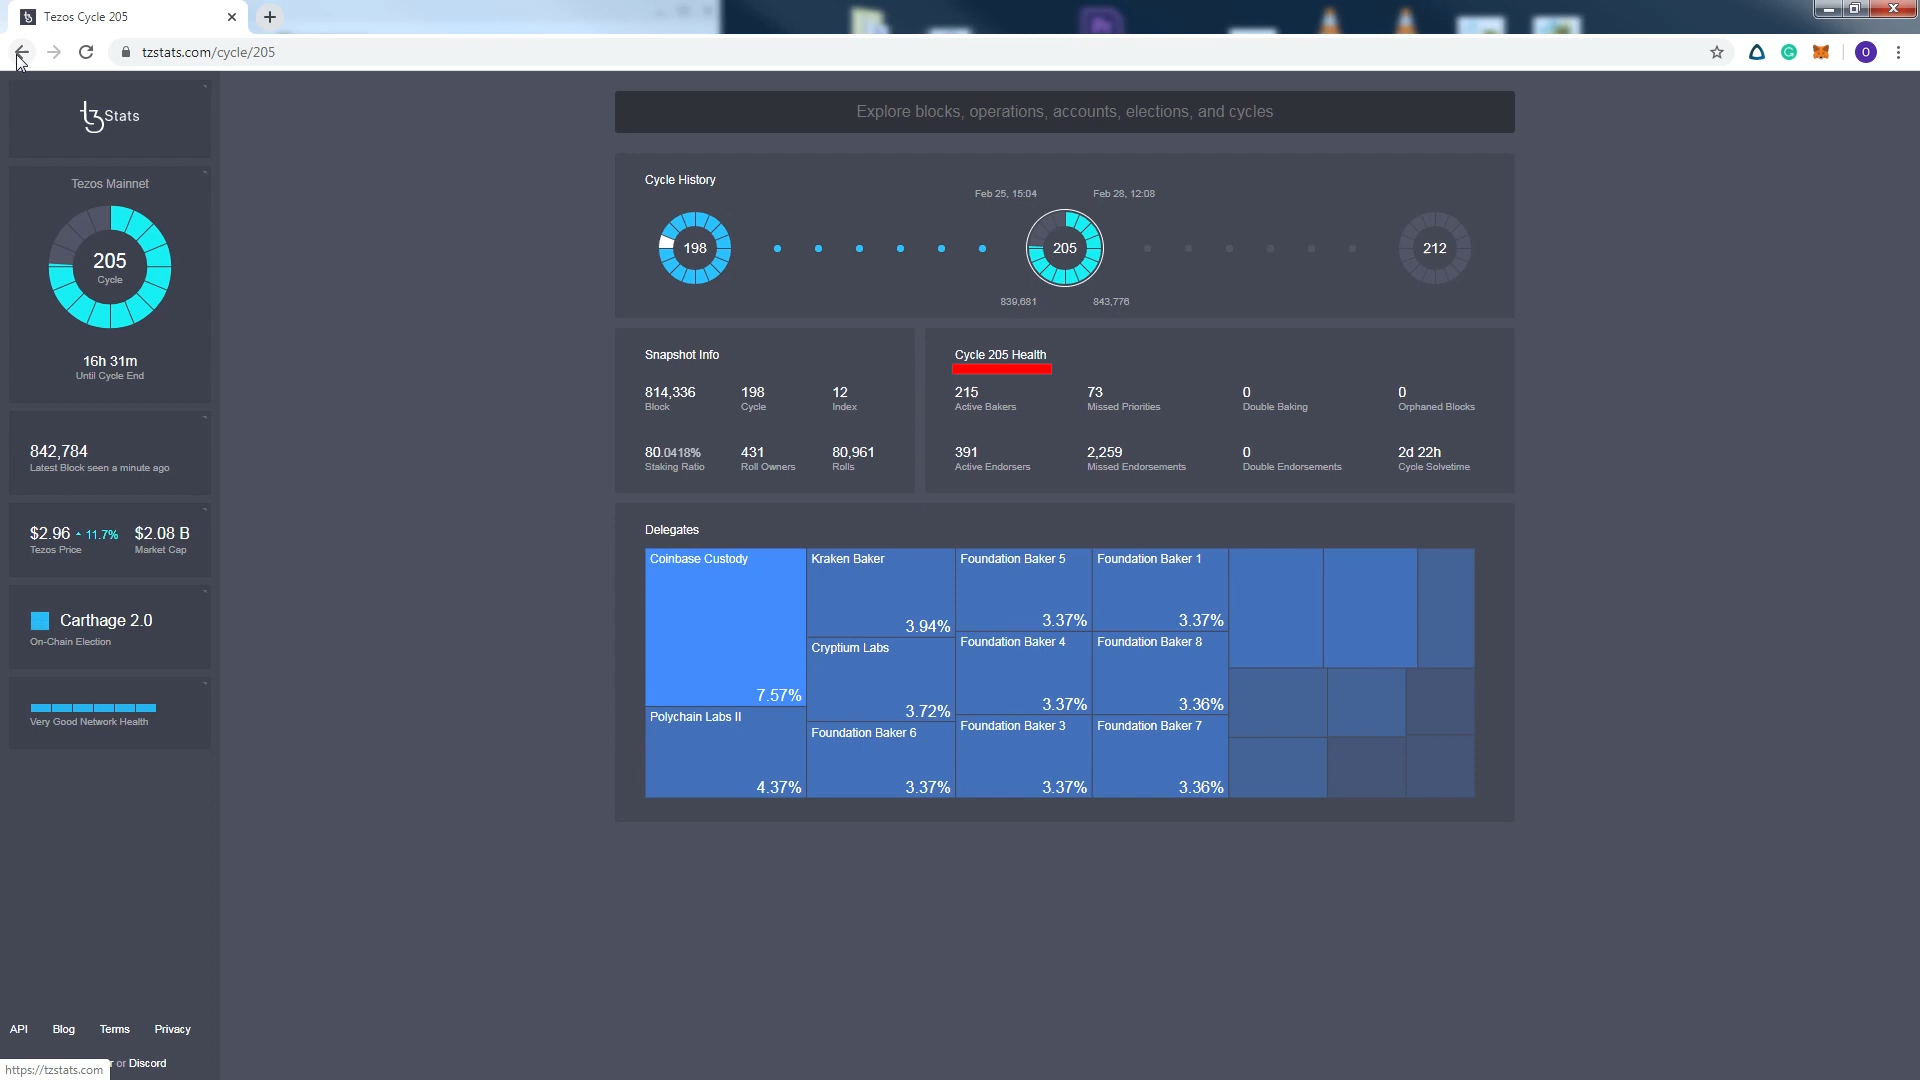 Tezos Cycle 205
tzstats.com/cycle/205
O
tz Stats
Explore blocks, operations, accounts, elections, and cycles
Tezos Mainnet
205
Cycle
16h 31m
Until Cycle End
842,784
Latest Block seen a minute ago
$2.96 11.7% $2.08 B
Tezos Price Market Cap
Carthage 2.0
On-Chain Election
Very Good Network Health
API Blog Terms Privacy
r or Discord
https://tzstats.com
Cycle History
Feb 25, 15:04 Feb 28, 12:08
198 205 212
839,681 843,776
Snapshot Info
814,336 198 12
Block Cycle Index
80.0418% 431 80,961
Staking Ratio Roll Owners Rolls
Cycle 205 Health
215 73 0 0
Active Bakers Missed Priorities Double Baking Orphaned Blocks
391 2,259 0 2d 22h
Active Endorsers Missed Endorsements Double Endorsements Cycle Solvetime
Delegates
Coinbase Custody
7.57%
Polychain Labs II
4.37%
Kraken Baker
3.94%
Cryptium Labs
3.72%
Foundation Baker 6
3.37%
Foundation Baker 5
3.37%
Foundation Baker 4
3.37%
Foundation Baker 3
3.37%
Foundation Baker 1
3.37%
Foundation Baker 8
3.36%
Foundation Baker 7
3.36%